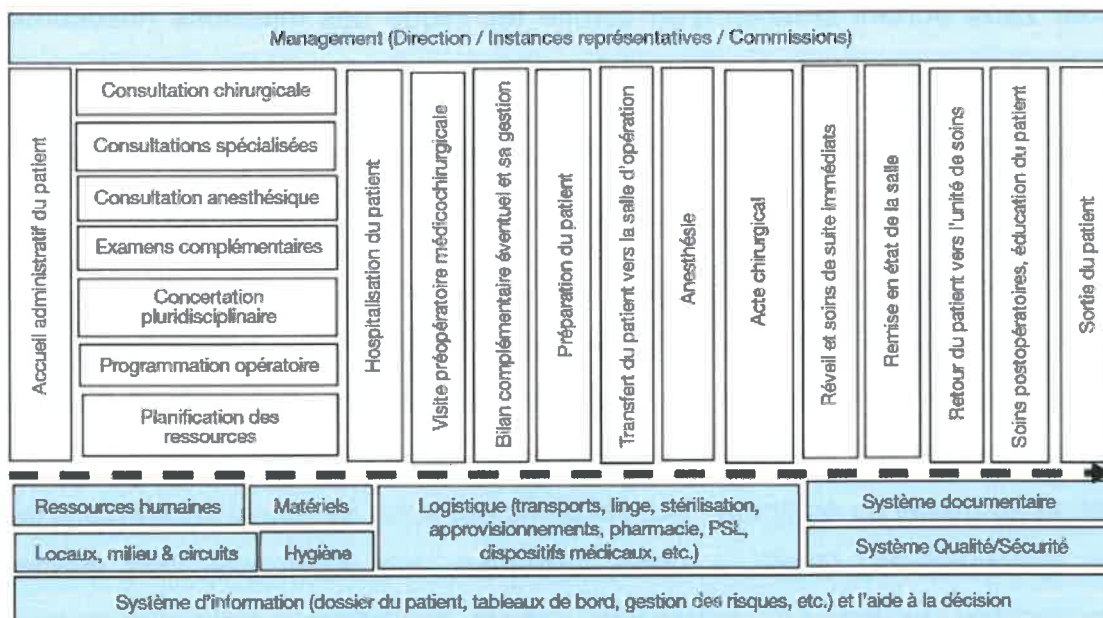 Management (Direction / Instances représentatives / Commissions)
Accueil administratif du patient
Consultation chirurgicale
Consultations spécialisées
Consultation anesthésique
Examens complémentaires
Concertation
pluridisciplinaire
Programmation opératoire
Planification des
ressources
Hospitalisation du patient
Visite préopératoire médicochirurgicale
Bilan complémentaire éventuel et sa gestion
Préparation du patient
Transfert du patient vers la salle d'opération
Anesthésie
Acte chirurgical
Réveil et soins de suite immédiats
Remise en état de la salle
Retour du patient vers l'unité de soins
Soins postopératoires, éducation du patient
Sortie du patient
Ressources humaines
Matériels
Locaux, milieu & circuits
Hygiène
Logistique (transports, linge, stérilisation,
approvisionnements, pharmacie, PSL,
dispositifs médicaux, etc.)
Système documentaire
Système Qualité/Sécurité
Système d'information (dossier du patient, tableaux de bord, gestion des risques, etc.) et l'aide à la décision